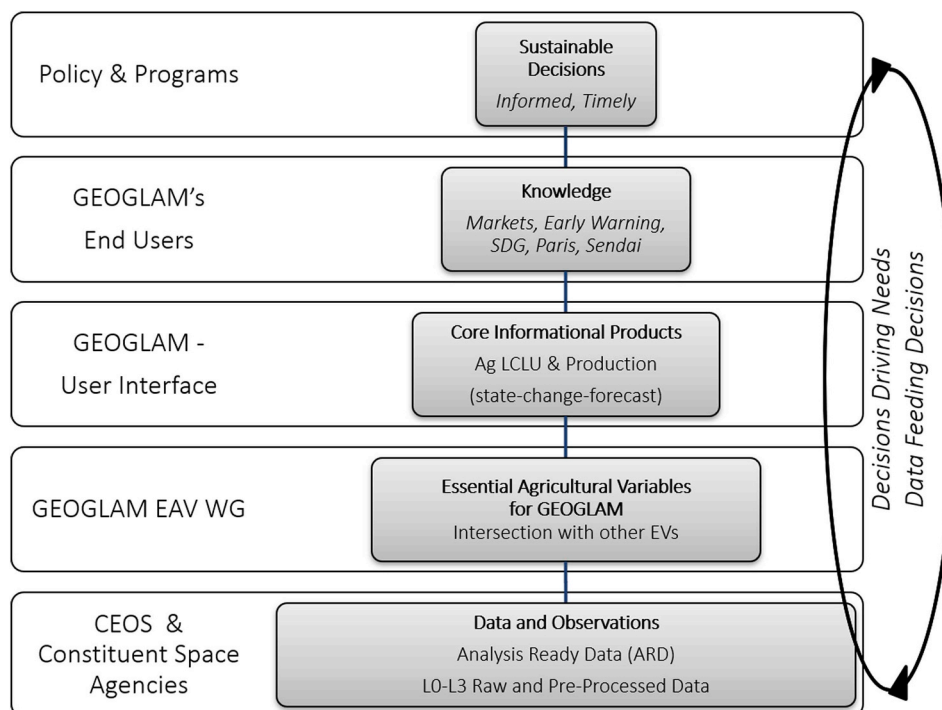 Policy & Programs
Sustainable
Decisions
Informed, Timely
GEOGLAM's
End Users
Knowledge
Markets, Early Warning,
SDG, Paris, Sendai
GEOGLAM -
User Interface
Core Informational Products
Ag LCLU & Production
(state-change-forecast)
GEOGLAM EAV WG
Essential Agricultural Variables
for GEOGLAM
Intersection with other EVs
CEOS &
Constituent Space
Agencies
Data and Observations
Analysis Ready Data (ARD)
L0-L3 Raw and Pre-Processed Data
Decisions Driving Needs
Data Feeding Decisions